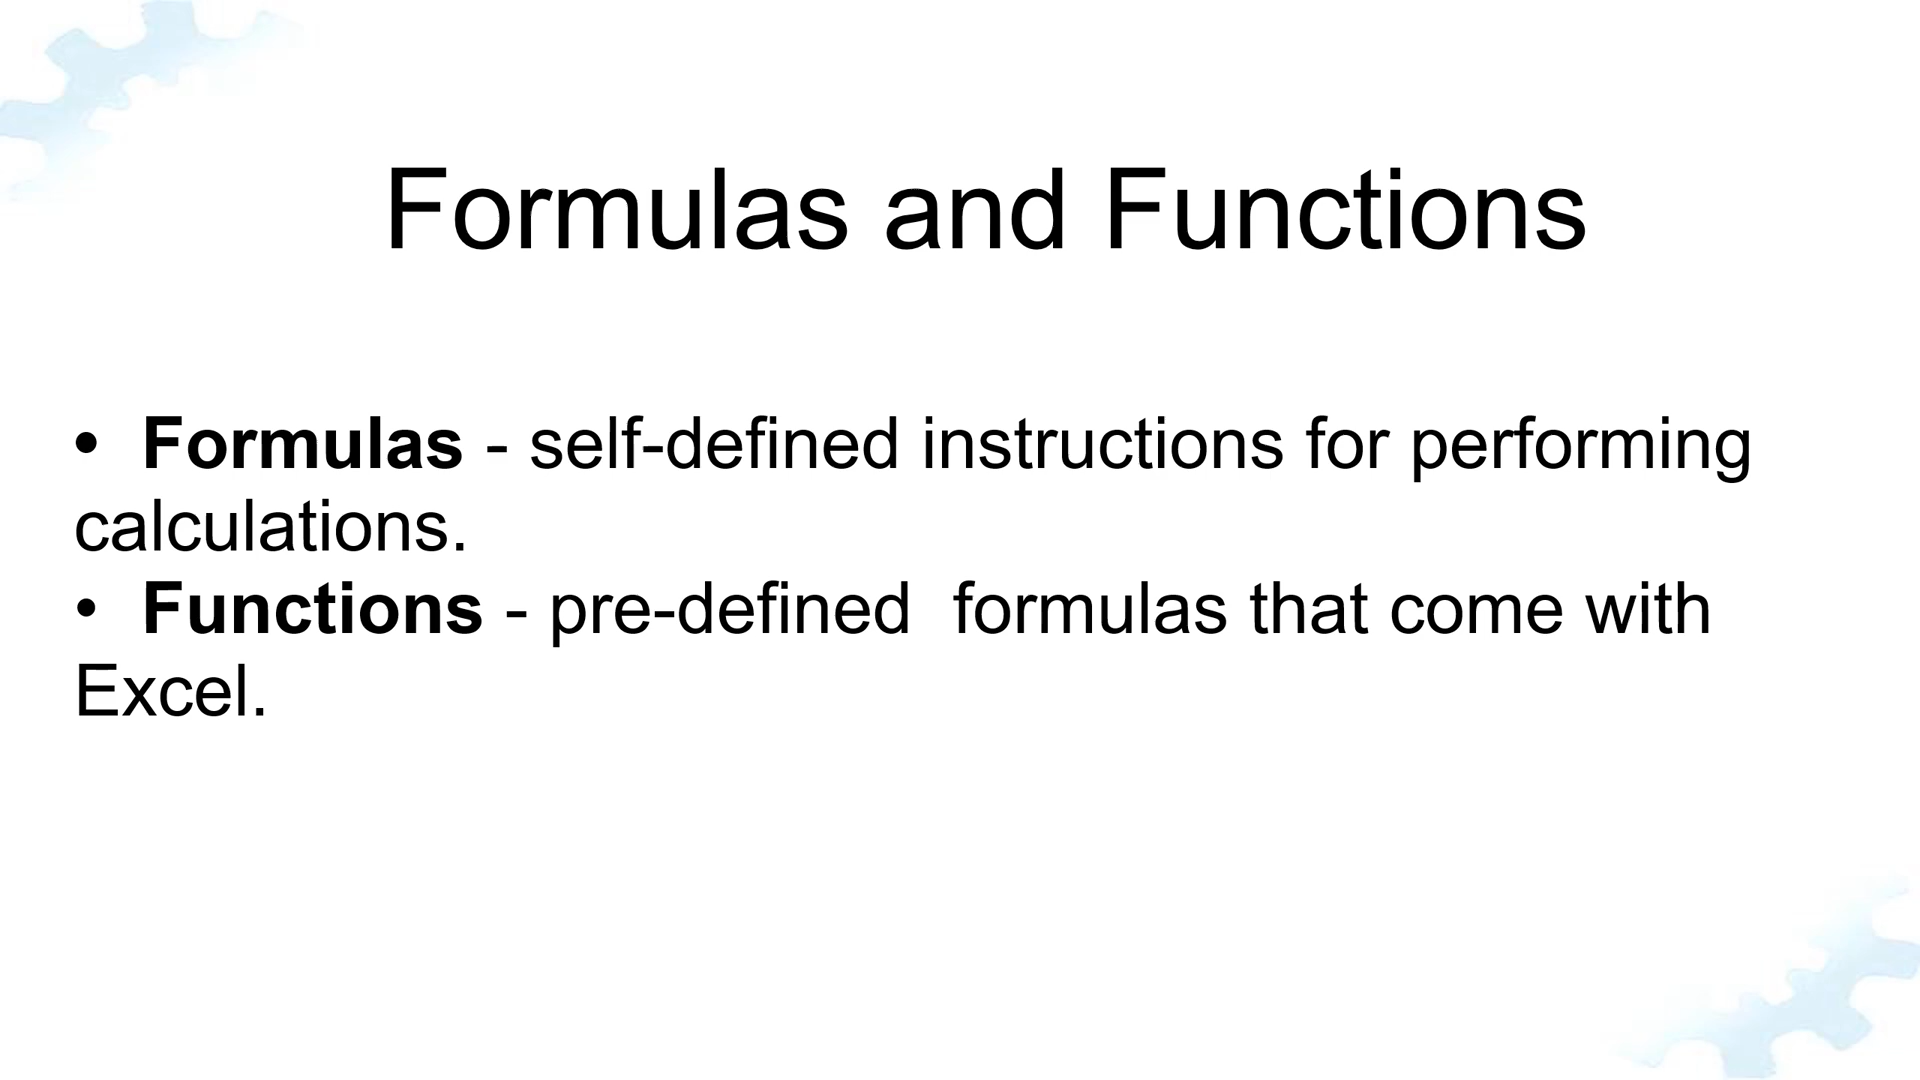 Formulas and Functions
• Formulas - self-defined instructions for performing
calculations.
• Functions - pre-defined  formulas that come with
Excel.